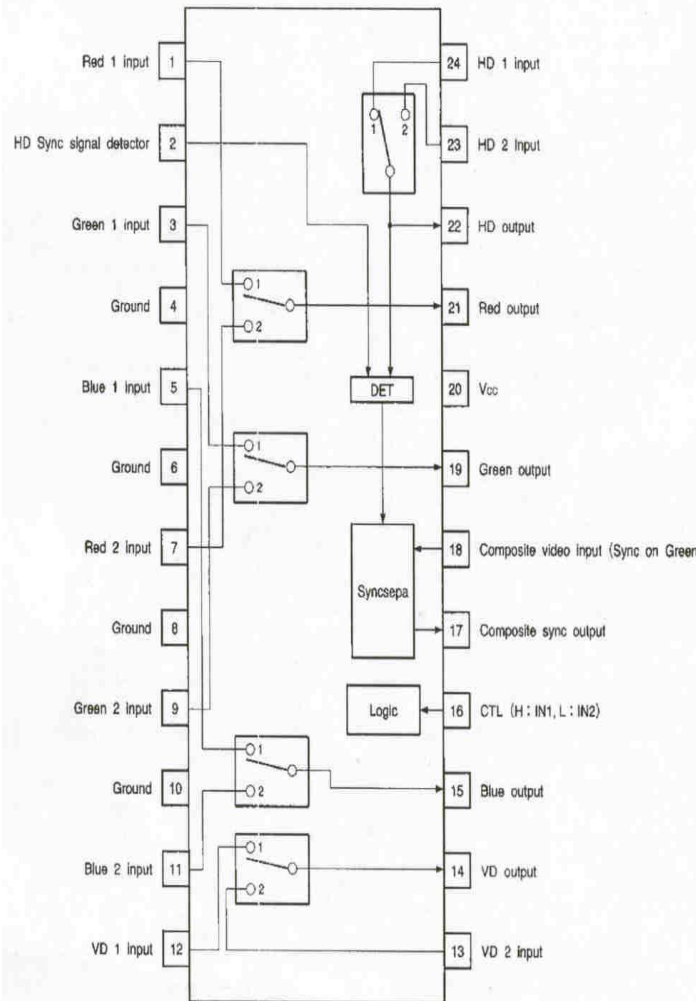 Red 1 input 1
24 HD 1 input
1 2
HD Sync signal detector 2
23 HD 2 Input
Green 1 input 3
22 HD output
1
Ground 4
21 Red output
2
Blue 1 input 5
DET
20 Vcc
1
Ground 6
19 Green output
2
Red 2 input 7
18 Composite video input (Sync on Green
Syncsepa
Ground 8
17 Composite sync output
Green 2 input 9
Logic
16 CTL (H : IN1, L : IN2)
1
Ground 10
15 Blue output
2
1
Blue 2 input 11
14 VD output
2
VD 1 Input 12
13 VD 2 input